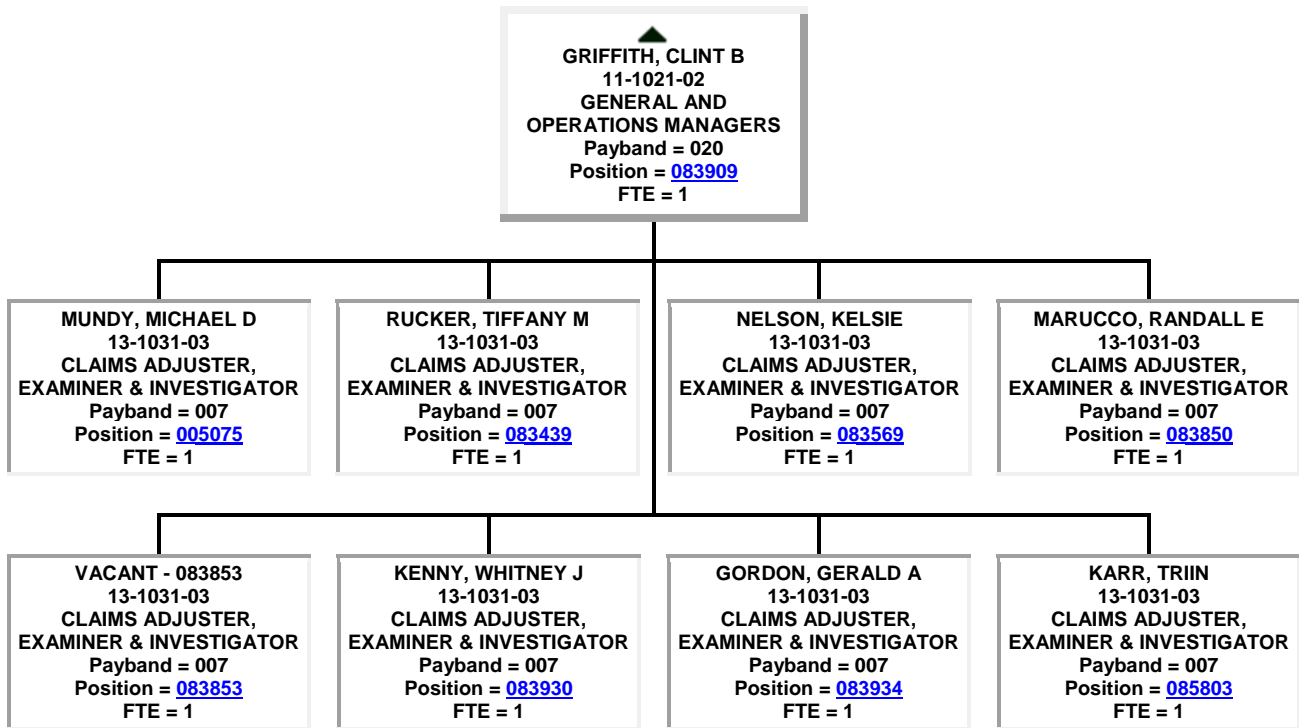 GRIFFITH, CLINT B
11-1021-02
GENERAL AND
OPERATIONS MANAGERS
Payband = 020
Position = 083909
FTE = 1
MUNDY, MICHAEL D
13-1031-03
CLAIMS ADJUSTER,
EXAMINER & INVESTIGATOR
Payband = 007
Position = 005075
FTE = 1
RUCKER, TIFFANY M
13-1031-03
CLAIMS ADJUSTER,
EXAMINER & INVESTIGATOR
Payband = 007
Position = 083439
FTE = 1
NELSON, KELSIE
13-1031-03
CLAIMS ADJUSTER,
EXAMINER & INVESTIGATOR
Payband = 007
Position = 083569
FTE = 1
MARUCCO, RANDALL E
13-1031-03
CLAIMS ADJUSTER,
EXAMINER & INVESTIGATOR
Payband = 007
Position = 083850
FTE = 1
VACANT - 083853
13-1031-03
CLAIMS ADJUSTER,
EXAMINER & INVESTIGATOR
Payband = 007
Position = 083853
FTE = 1
KENNY, WHITNEY J
13-1031-03
CLAIMS ADJUSTER,
EXAMINER & INVESTIGATOR
Payband = 007
Position = 083930
FTE = 1
GORDON, GERALD A
13-1031-03
CLAIMS ADJUSTER,
EXAMINER & INVESTIGATOR
Payband = 007
Position = 083934
FTE = 1
KARR, TRIIN
13-1031-03
CLAIMS ADJUSTER,
EXAMINER & INVESTIGATOR
Payband = 007
Position = 085803
FTE = 1